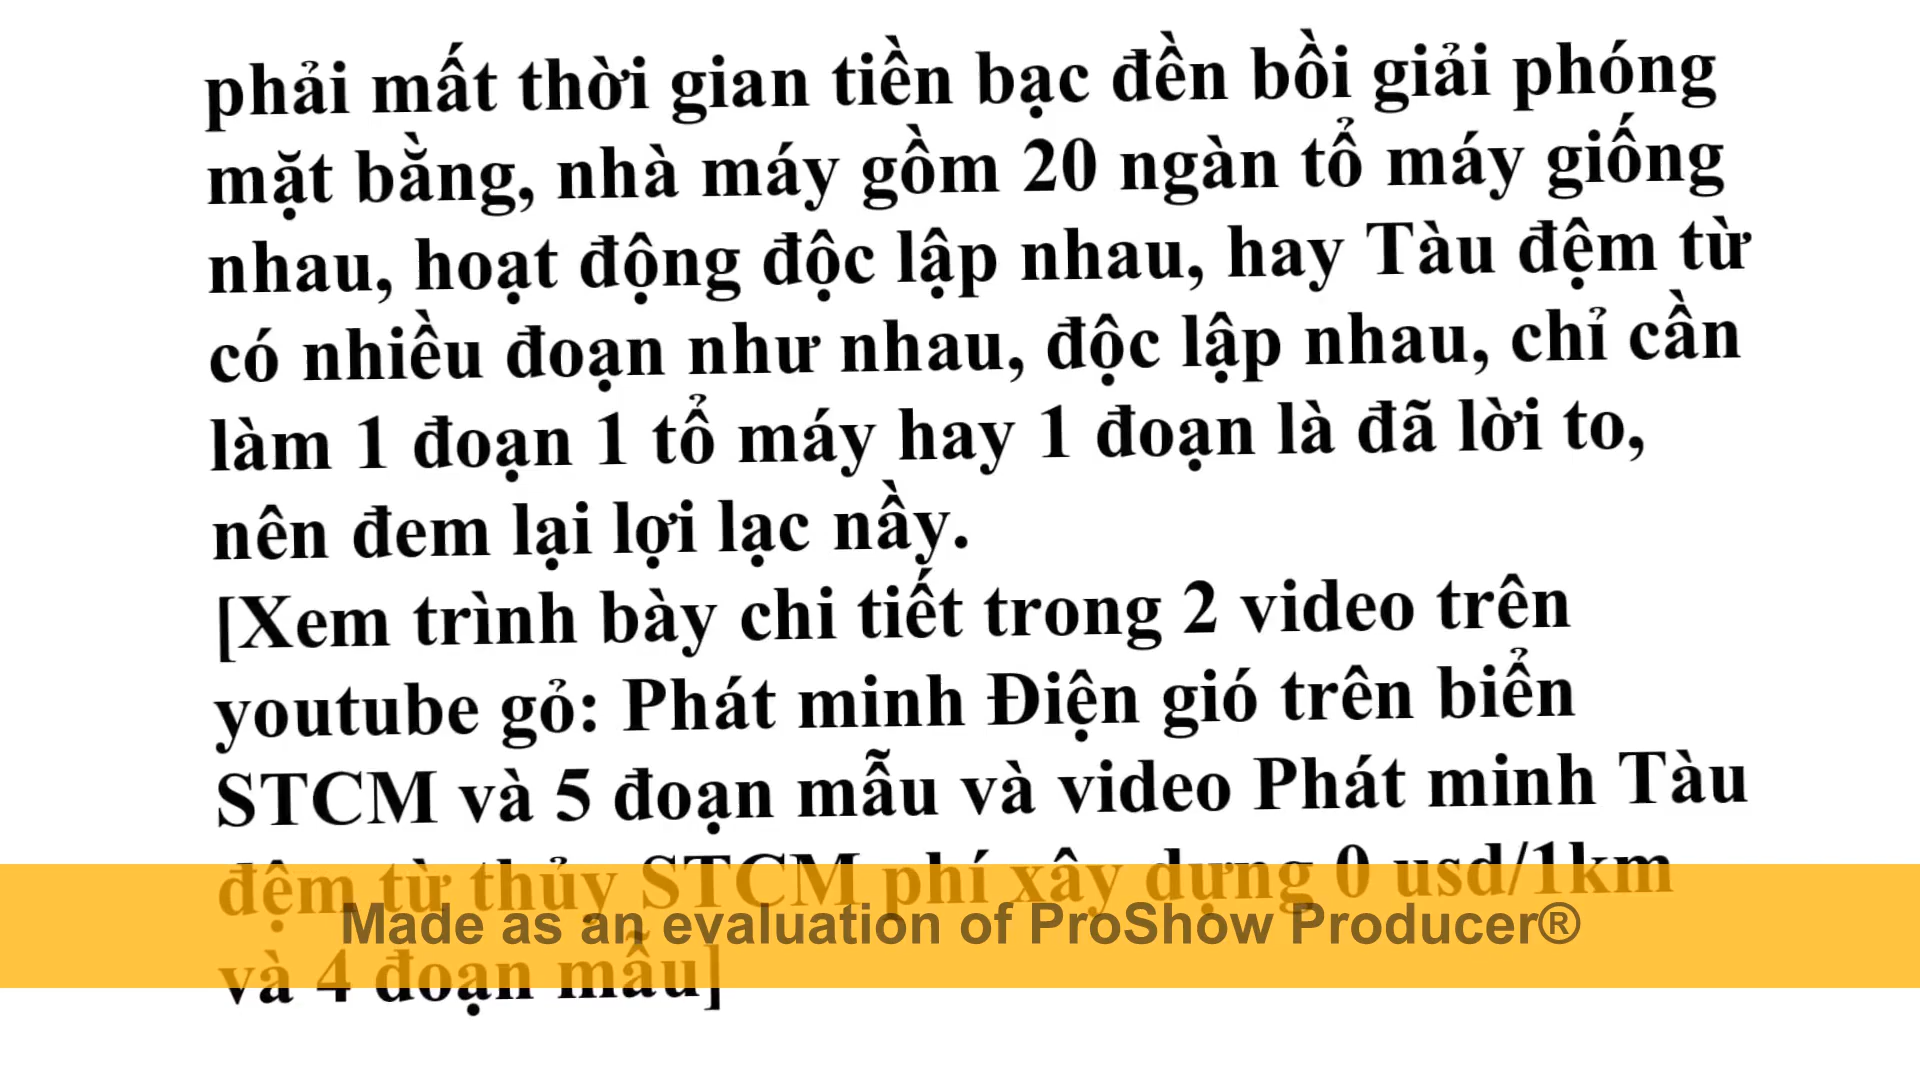 phải mất thời gian tiền bạc đền bồi giải phóng
mặt bằng, nhà máy gồm 20 ngàn tổ máy giống
nhau, hoạt động độc lập nhau, hay Tàu đệm từ
có nhiều đoạn như nhau, độc lập nhau, chỉ cần
làm 1 đoạn 1 tổ máy hay 1 đoạn là đã lời to,
nên đem lại lợi lạc nầy.
[Xem trình bày chi tiết trong 2 video trên
youtube gỏ: Phát minh Điện gió trên biển
STCM và 5 đoạn mẫu và video Phát minh Tàu
đệm từ thủy STCM phí xây dựng 0 usd/1km
Made as an evaluation of ProShow Producer®
và 4 đoạn mẫu]